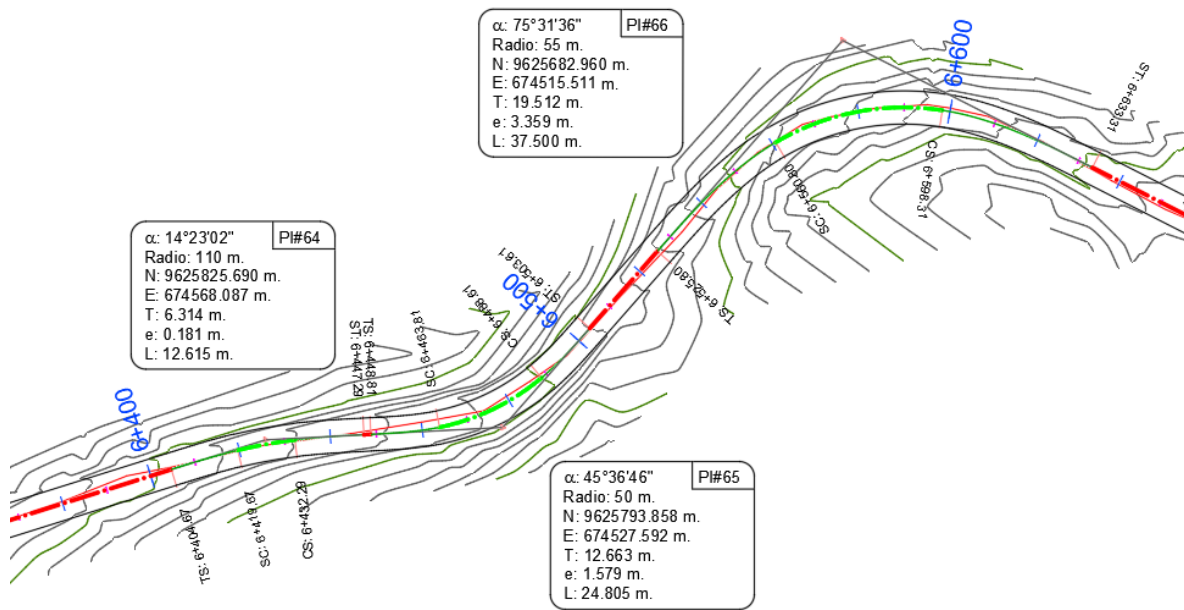 α: 75°31'36"
PI#66
Radio: 55 m.
N: 9625682.960 m.
E: 674515.511 m.
T: 19.512 m.
e: 3.359 m.
L: 37.500 m.
6+600
ST: 6+633.31
CS: 6+596.31
SC: 6+560.80
TS: 6+525.80
α: 14°23'02"
PI#64
Radio: 110 m.
N: 9625825.690 m.
E: 674568.087 m.
T: 6.314 m.
e: 0.181 m.
L: 12.615 m.
ST: 6+503.61
6+500
CS: 6+488.61
SC: 6+463.81
TS: 6+448.81
ST: 6+447.29
6+400
TS: 6+404.67
SC: 6+419.67
CS: 6+432.29
α: 45°36'46"
PI#65
Radio: 50 m.
N: 9625793.858 m.
E: 674527.592 m.
T: 12.663 m.
e: 1.579 m.
L: 24.805 m.